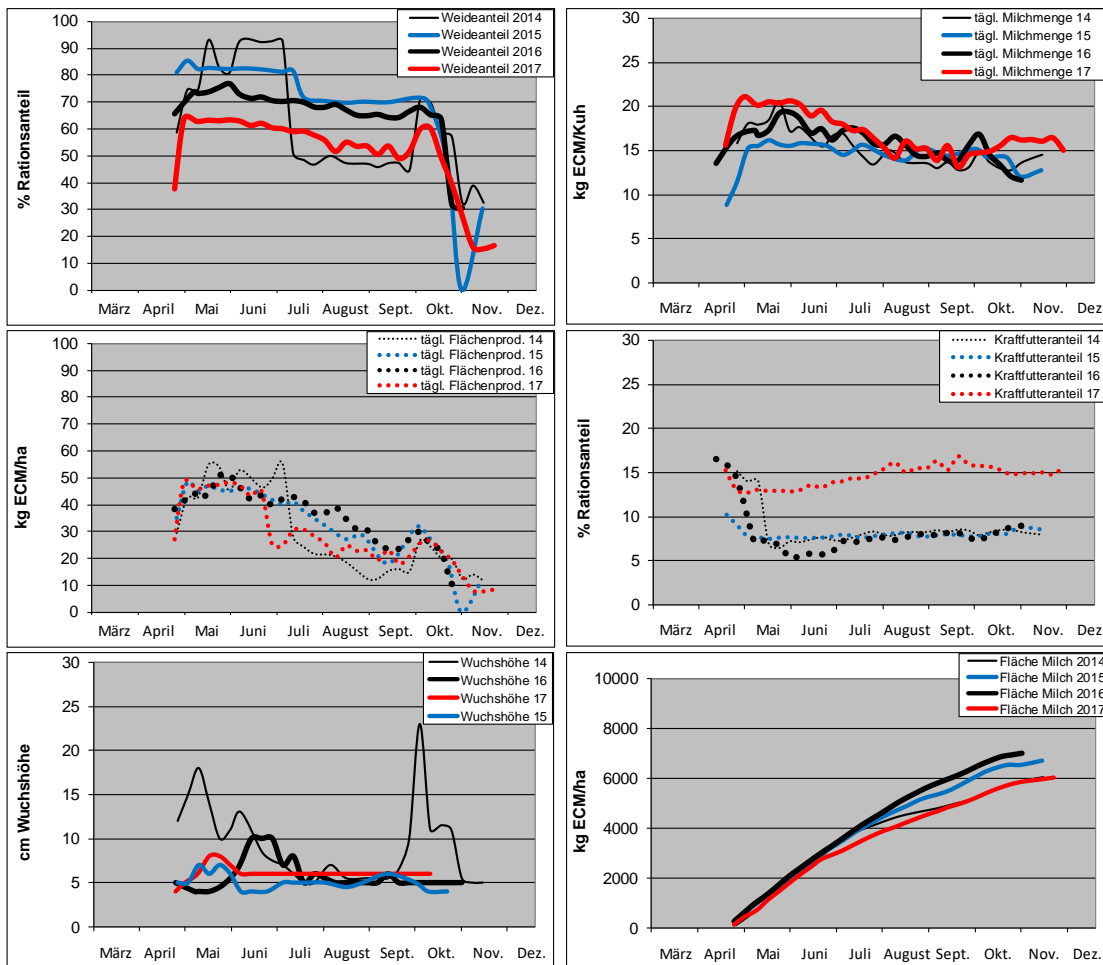 % Rationsanteil
100
90
80
70
60
50
40
30
20
10
0
März April Mai Juni Juli August Sept. Okt. Nov. Dez.
Weideanteil 2014
Weideanteil 2015
Weideanteil 2016
Weideanteil 2017
kg ECM/Kuh
30
25
20
15
10
5
0
März April Mai Juni Juli August Sept. Okt. Nov. Dez.
tägl. Milchmenge 14
tägl. Milchmenge 15
tägl. Milchmenge 16
tägl. Milchmenge 17
kg ECM/ha
100
90
80
70
60
50
40
30
20
10
0
März April Mai Juni Juli August Sept. Okt. Nov. Dez.
tägl. Flächenprod. 14
tägl. Flächenprod. 15
tägl. Flächenprod. 16
tägl. Flächenprod. 17
% Rationsanteil
30
25
20
15
10
5
0
März April Mai Juni Juli August Sept. Okt. Nov. Dez.
Kraftfutteranteil 14
Kraftfutteranteil 15
Kraftfutteranteil 16
Kraftfutteranteil 17
cm Wuchshöhe
30
25
20
15
10
5
0
März April Mai Juni Juli August Sept. Okt. Nov. Dez.
Wuchshöhe 14
Wuchshöhe 16
Wuchshöhe 17
Wuchshöhe 15
kg ECM/ha
10000
8000
6000
4000
2000
0
März April Mai Juni Juli August Sept. Okt. Nov. Dez.
Fläche Milch 2014
Fläche Milch 2015
Fläche Milch 2016
Fläche Milch 2017